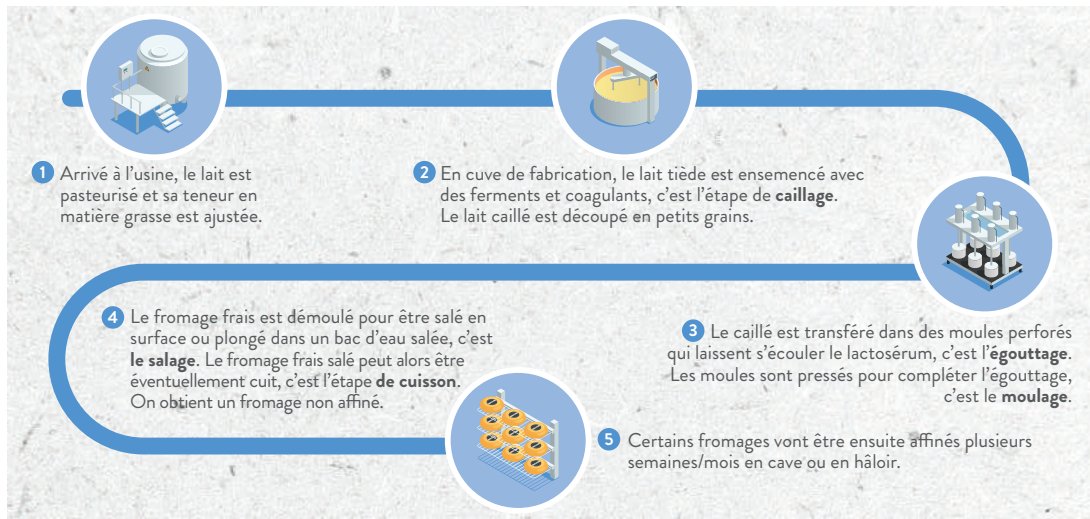 1 Arrivé à l'usine, le lait est
pasteurisé et sa teneur en
matière grasse est ajustée.
2 En cuve de fabrication, le lait tiède est ensemencé avec
des ferments et coagulants, c'est l'étape de caillage.
Le lait caillé est découpé en petits grains.
3 Le caillé est transféré dans des moules perforés
qui laissent s'écouler le lactosérum, c'est l'égouttage.
Les moules sont pressés pour compléter l'égouttage,
c'est le moulage.
4 Le fromage frais est démoulé pour être salé en
surface ou plongé dans un bac d'eau salée, c'est
le salage. Le fromage frais salé peut alors être
éventuellement cuit, c'est l'étape de cuisson.
On obtient un fromage non affiné.
5 Certains fromages vont être ensuite affinés plusieurs
semaines/mois en cave ou en hâloir.